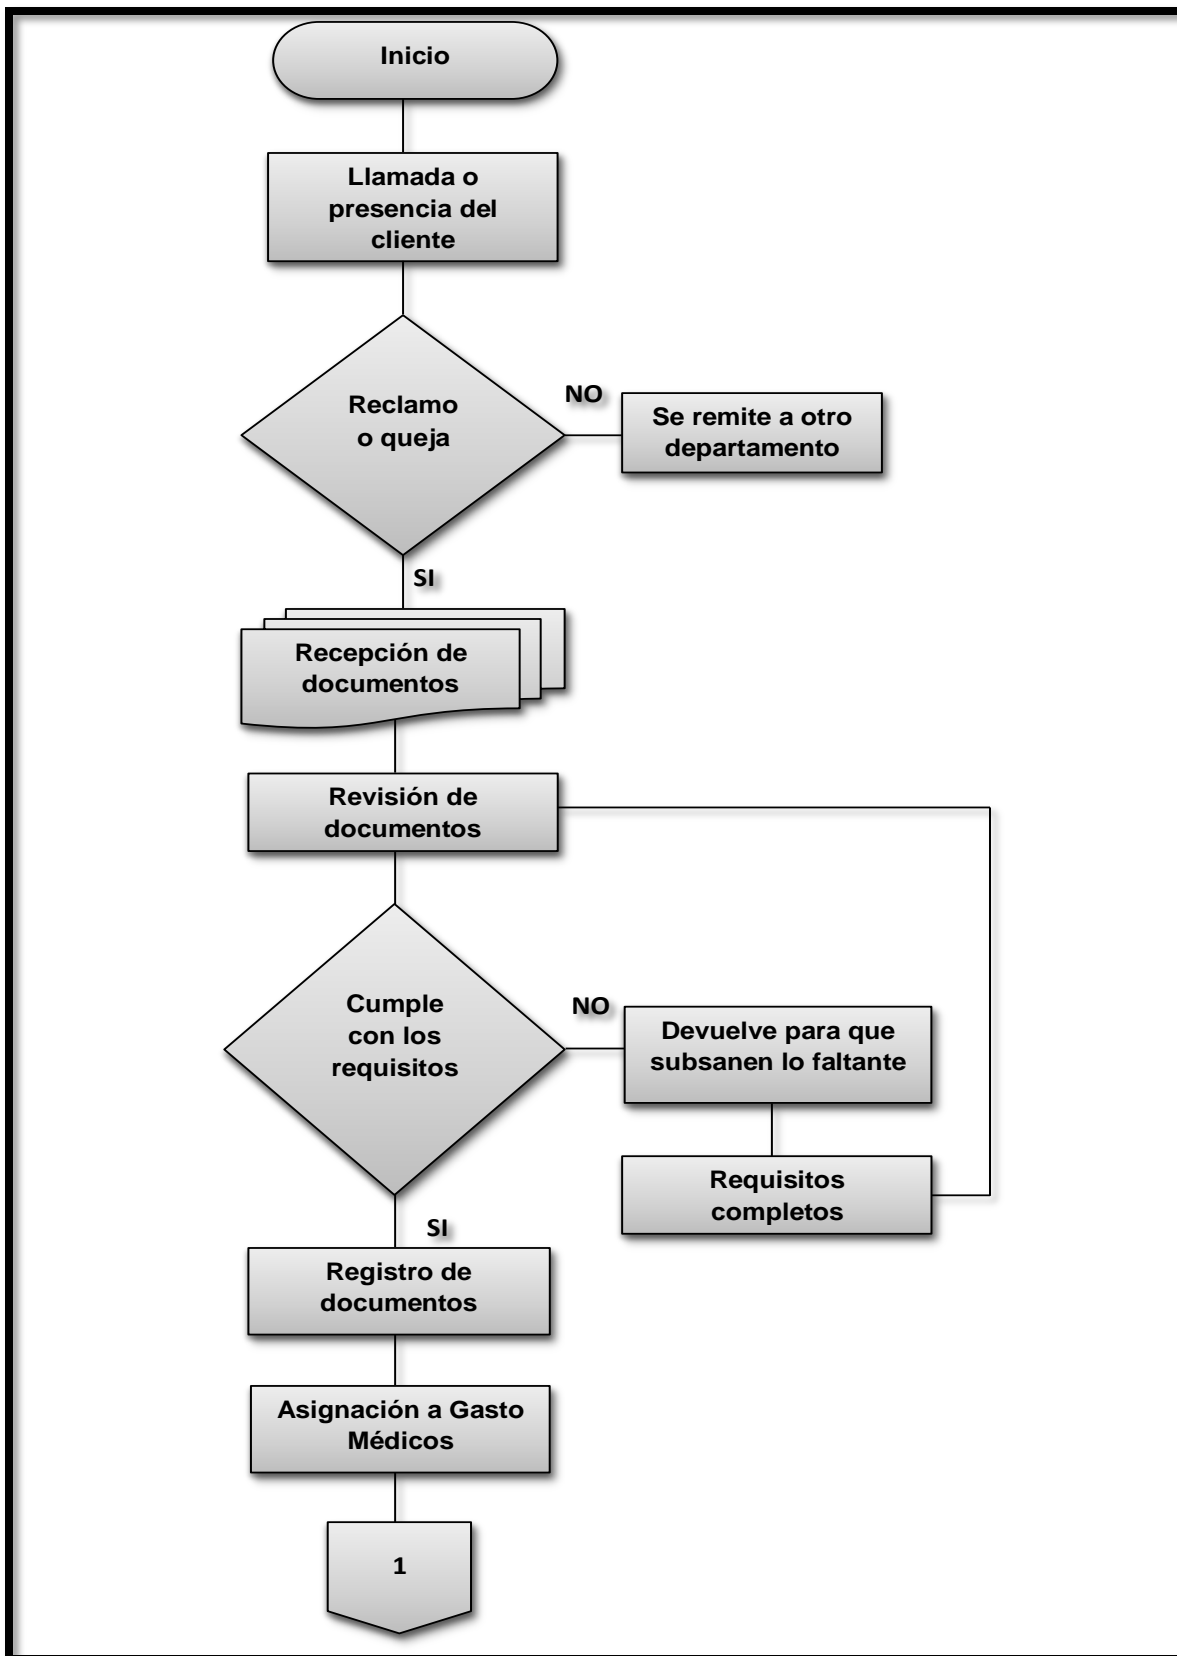 Inicio
Llamada o
presencia del
cliente
Reclamo
o queja
NO
Se remite a otro
departamento
SI
Recepción de
documentos
Revisión de
documentos
Cumple
con los
requisitos
NO
Devuelve para que
subsanen lo faltante
Requisitos
completos
SI
Registro de
documentos
Asignación a Gasto
Médicos
1